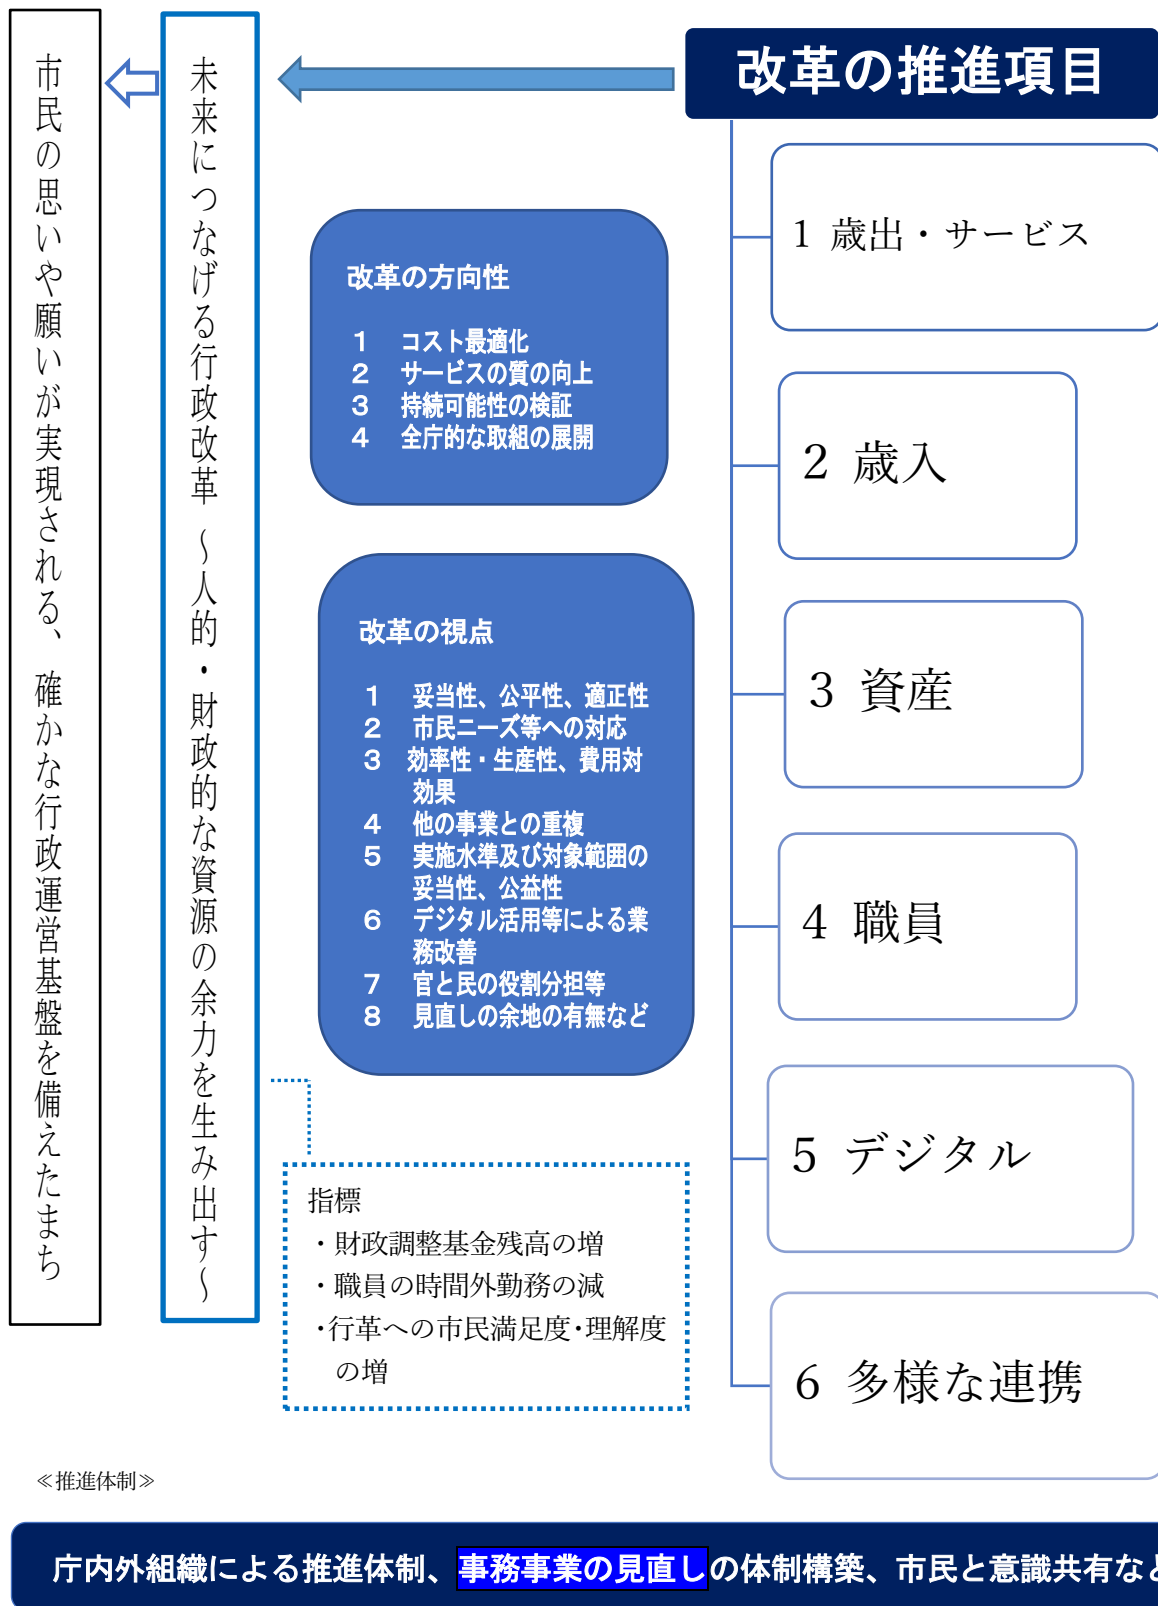 市民の思いや願いが実現される、確かな行政運営基盤を備えたまち
未来につなげる行政改革 ～人的・財政的な資源の余力を生み出す～
改革の推進項目
1 歳出・サービス
2 歳入
3 資産
4 職員
5 デジタル
6 多様な連携
改革の方向性
１　コスト最適化
２　サービスの質の向上
３　持続可能性の検証
４　全庁的な取組の展開
改革の視点
１　妥当性、公平性、適正性
２　市民ニーズ等への対応
３　効率性・生産性、費用対
効果
４　他の事業との重複
５　実施水準及び対象範囲の
妥当性、公益性
６　デジタル活用等による業
務改善
７　官と民の役割分担等
８　見直しの余地の有無など
指標
・財政調整基金残高の増
・職員の時間外勤務の減
・行革への市民満足度・理解度
の増
≪推進体制≫
庁内外組織による推進体制、事務事業の見直しの体制構築、市民と意識共有など